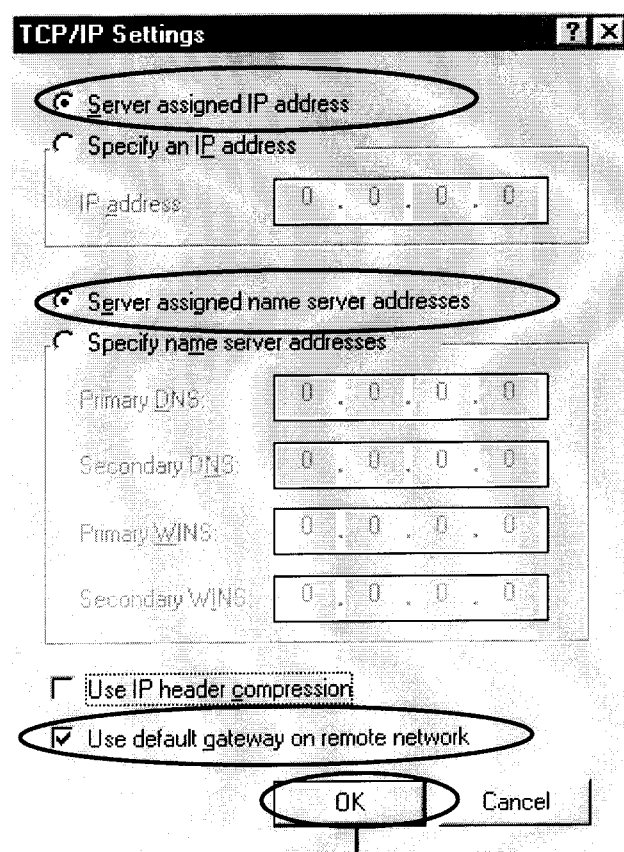 TCP/IP Settings ? X
Server assigned IP address
Specify an IP address
IP address: 0 . 0 . 0 . 0
Server assigned name server addresses
Specify name server addresses
Primary DNS: 0 . 0 . 0 . 0
Secondary DNS: 0 . 0 . 0 . 0
Primary WINS: 0 . 0 . 0 . 0
Secondary WINS: 0 . 0 . 0 . 0
Use IP header compression
Use default gateway on remote network
OK Cancel